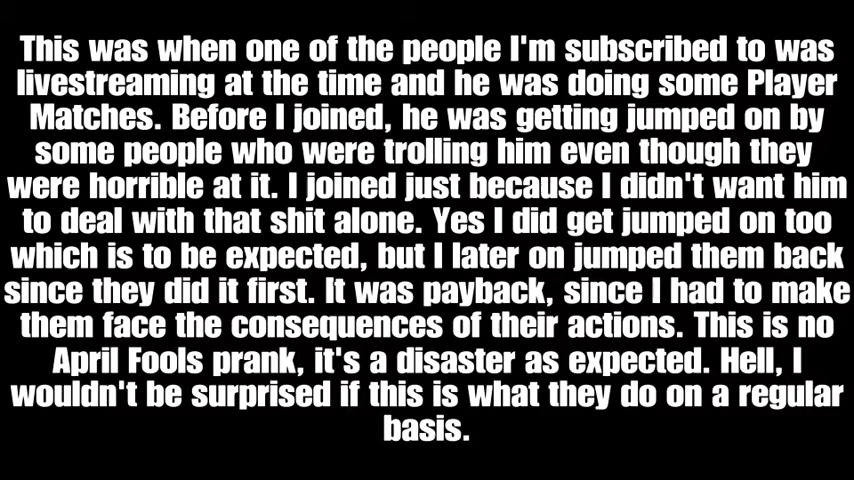 This was when one of the people I'm subscribed to was
livestreaming at the time and he was doing some Player
Matches. Before I joined, he was getting jumped on by
some people who were trolling him even though they
were horrible at it. I joined just because I didn't want him
to deal with that shit alone. Yes I did get jumped on too
which is to be expected, but I later on jumped them back
since they did it first. It was payback, since I had to make
them face the consequences of their actions. This is no
April Fools prank, it's a disaster as expected. Hell, I
wouldn't be surprised if this is what they do on a regular
basis.